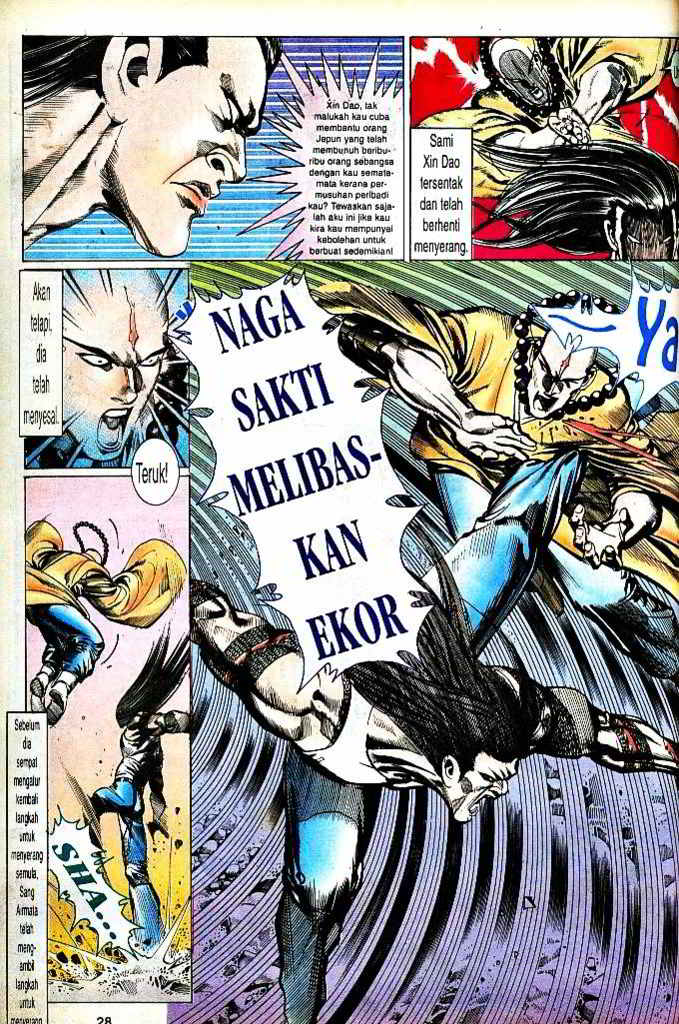 Xin Dao, tak
malukah kau cuba
membantu orang
Jepun yang telah
membunuh beribu-
ribu orang sebangsa
dengan kau semata-
mata kerana per-
musuhan peribadi
kau? Tewaskan saja-
lah aku ini jika kau
kira kau mempunyai
kebolehan untuk
berbuat sedemikian!
Sami
Xin Dao
tersentak
dan telah
berhenti
menyerang.
Akan
tetapi,
dia
telah
menyesal.
Teruk!
NAGA
SAKTI
MELIBAS-
KAN
EKOR
Ya
Sebelum
dia
sempat
mengatur
kembali
langkah
untuk
menyerang
semula,
Sang
Armata
telah
meng-
ambil
langkah
untuk
menyerang
SHA...
28